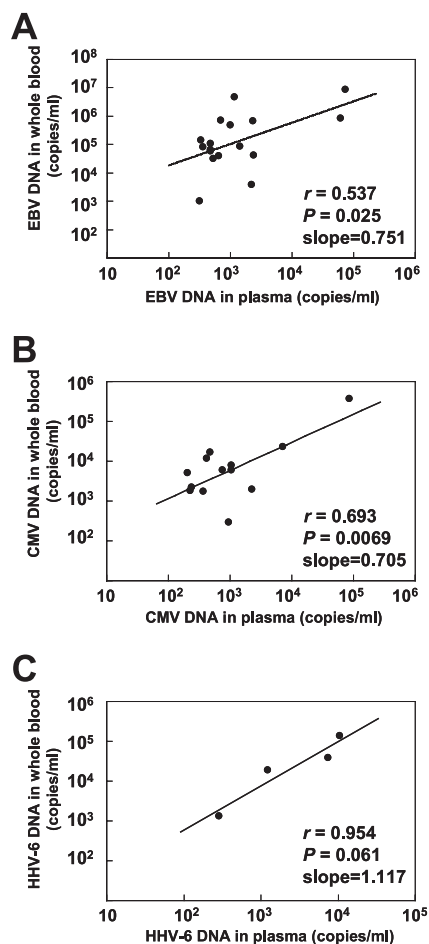 A
EBV DNA in whole blood
(copies/ml)
10⁸
10⁷
10⁶
10⁵
10⁴
10³
10²
r = 0.537
P = 0.025
slope=0.751
10 10² 10³ 10⁴ 10⁵ 10⁶
EBV DNA in plasma (copies/ml)
B
CMV DNA in whole blood
(copies/ml)
10⁶
10⁵
10⁴
10³
10²
r = 0.693
P = 0.0069
slope=0.705
10 10² 10³ 10⁴ 10⁵ 10⁶
CMV DNA in plasma (copies/ml)
C
HHV-6 DNA in whole blood
(copies/ml)
10⁶
10⁵
10⁴
10³
10²
r = 0.954
P = 0.061
slope=1.117
10 10² 10³ 10⁴ 10⁵
HHV-6 DNA in plasma (copies/ml)